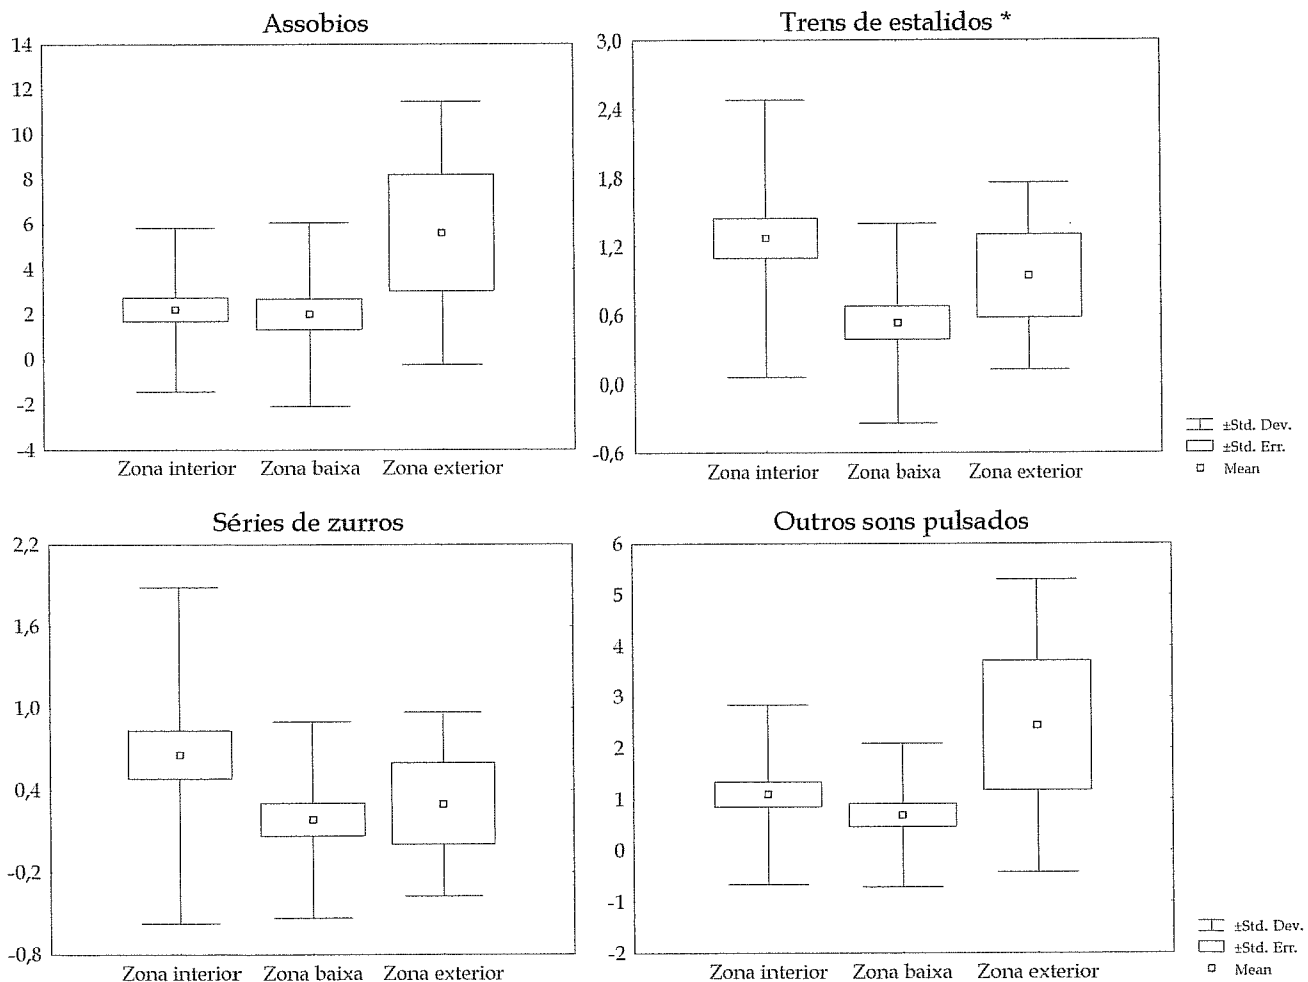 Assobios
14
12
10
8
6
4
2
0
-2
-4
Zona interior Zona baixa Zona exterior
Trens de estalidos *
3,0
2,4
1,8
1,2
0,6
0,0
-0,6
Zona interior Zona baixa Zona exterior
±Std. Dev.
±Std. Err.
Mean
Séries de zurros
2,2
1,6
1,0
0,4
-0,2
-0,8
Zona interior Zona baixa Zona exterior
Outros sons pulsados
6
5
4
3
2
1
0
-1
-2
Zona interior Zona baixa Zona exterior
±Std. Dev.
±Std. Err.
Mean